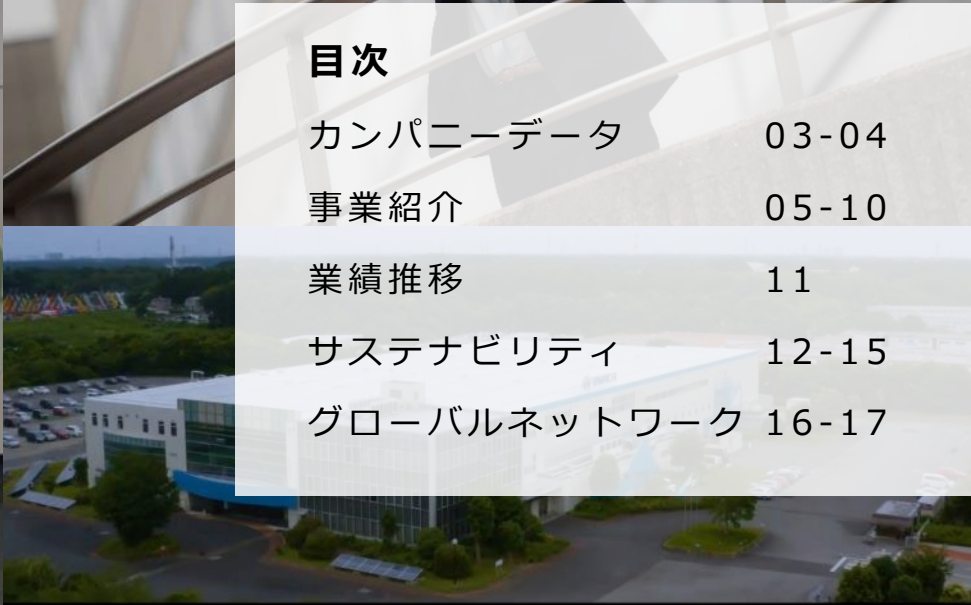 目次
カンパニーデータ 03-04
事業紹介 05-10
業績推移 11
サステナビリティ 12-15
グローバルネットワーク 16-17